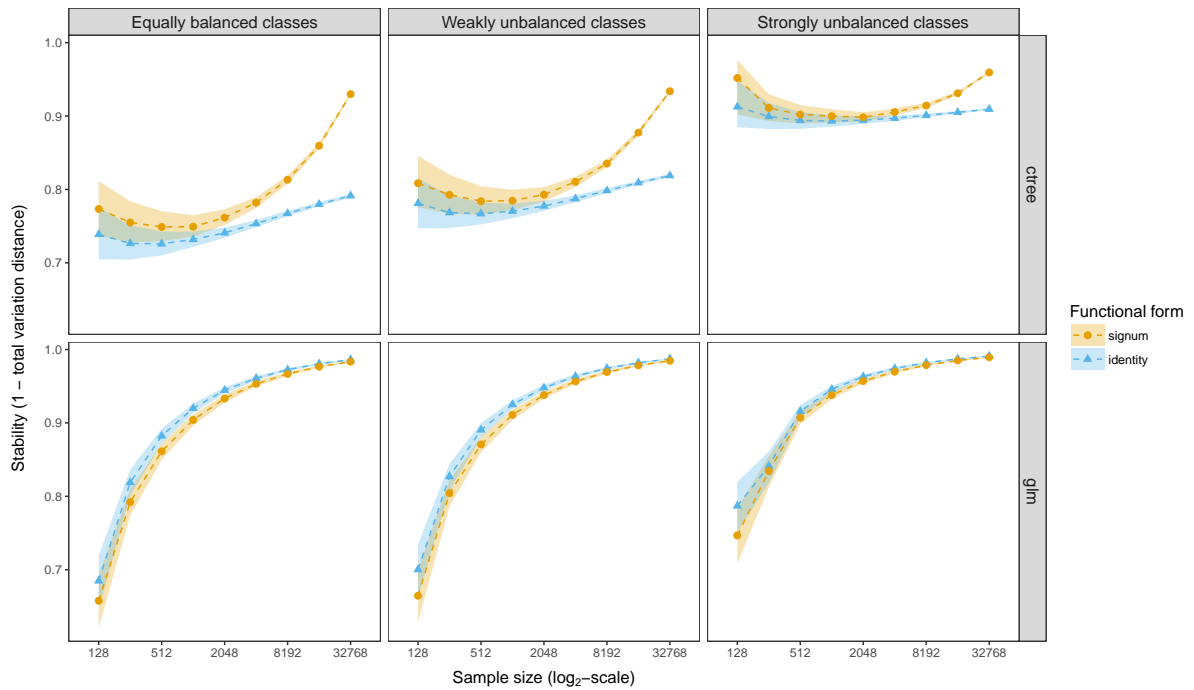 Equally balanced classes
Weakly unbalanced classes
Strongly unbalanced classes
1.0
0.9
0.8
0.7
ctree
1.0
0.9
0.8
0.7
glm
Stability (1 − total variation distance)
128
512
2048
8192
32768
128
512
2048
8192
32768
128
512
2048
8192
32768
Sample size (log₂−scale)
Functional form
signum
identity